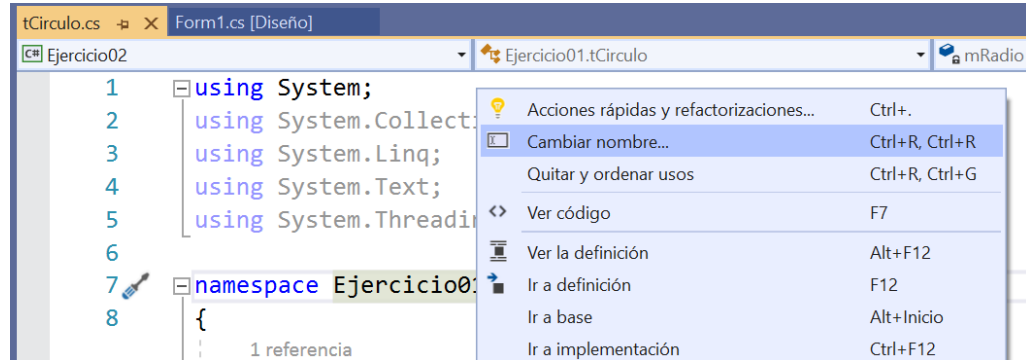 tCirculo.cs Form1.cs [Diseño]
C# Ejercicio02 Ejercicio01.tCirculo mRadio
1 using System;
2 using System.Collect
3 using System.Linq;
4 using System.Text;
5 using System.Threadin
6
7 namespace Ejercicio01
8 {
1 referencia
Acciones rápidas y refactorizaciones... Ctrl+.
Cambiar nombre... Ctrl+R, Ctrl+R
Quitar y ordenar usos Ctrl+R, Ctrl+G
Ver código F7
Ver la definición Alt+F12
Ir a definición F12
Ir a base Alt+Inicio
Ir a implementación Ctrl+F12